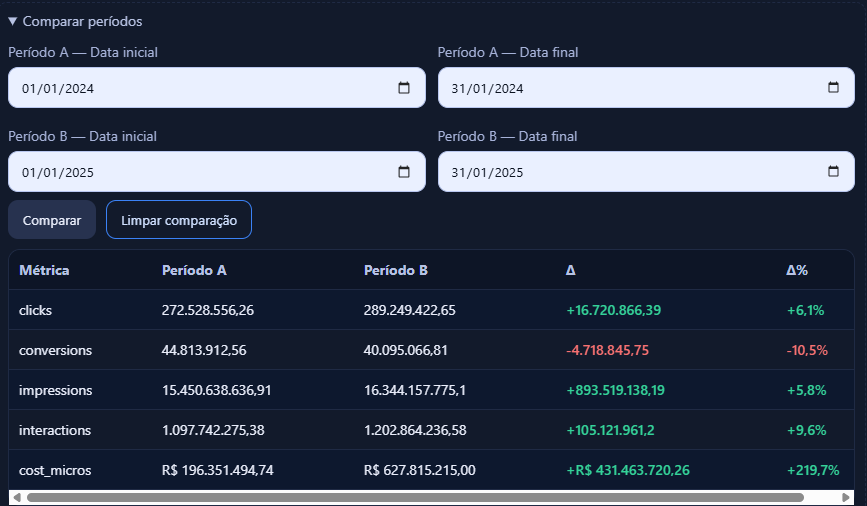 ▼ Comparar períodos
Período A — Data inicial Período A — Data final
01/01/2024 31/01/2024
Período B — Data inicial Período B — Data final
01/01/2025 31/01/2025
Comparar Limpar comparação
Métrica Período A Período B Δ Δ%
clicks 272.528.556,26 289.249.422,65 +16.720.866,39 +6,1%
conversions 44.813.912,56 40.095.066,81 -4.718.845,75 -10,5%
impressions 15.450.638.636,91 16.344.157.775,1 +893.519.138,19 +5,8%
interactions 1.097.742.275,38 1.202.864.236,58 +105.121.961,2 +9,6%
cost_micros R$ 196.351.494,74 R$ 627.815.215,00 +R$ 431.463.720,26 +219,7%